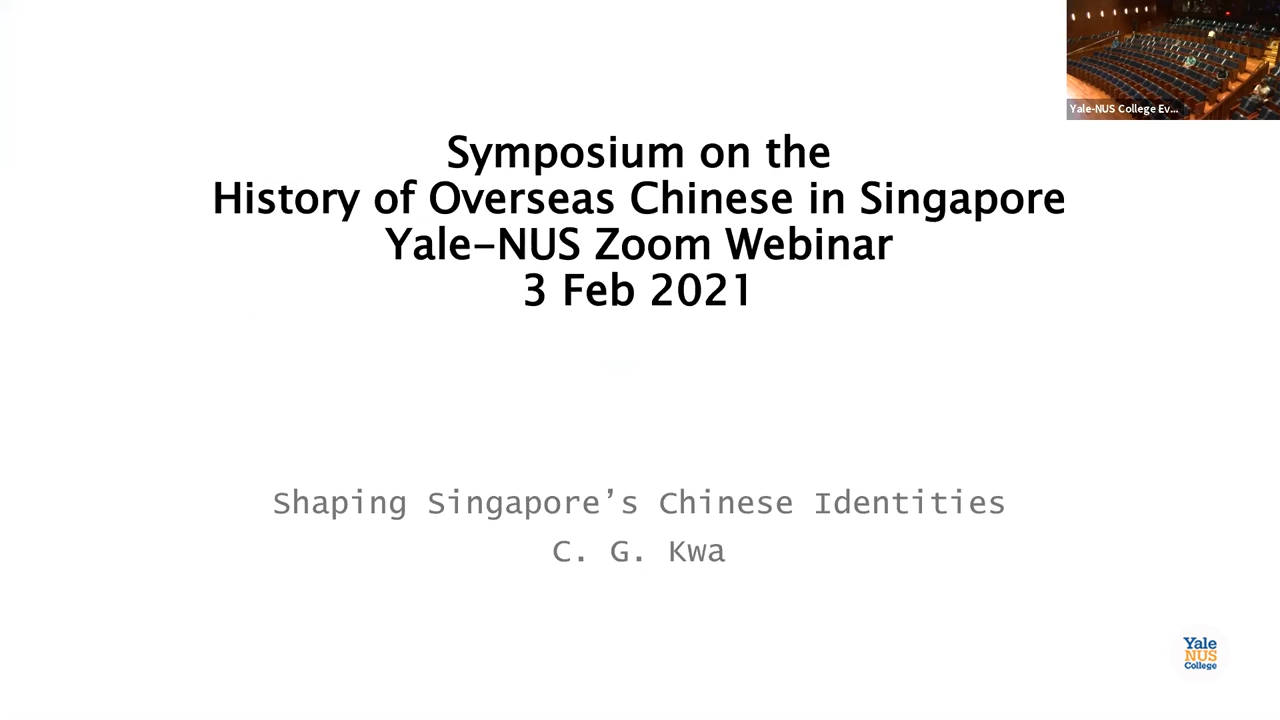 Yale-NUS College Ev...
Symposium on the
History of Overseas Chinese in Singapore
Yale-NUS Zoom Webinar
3 Feb 2021
Shaping Singapore’s Chinese Identities
C. G. Kwa
Yale
NUS
College